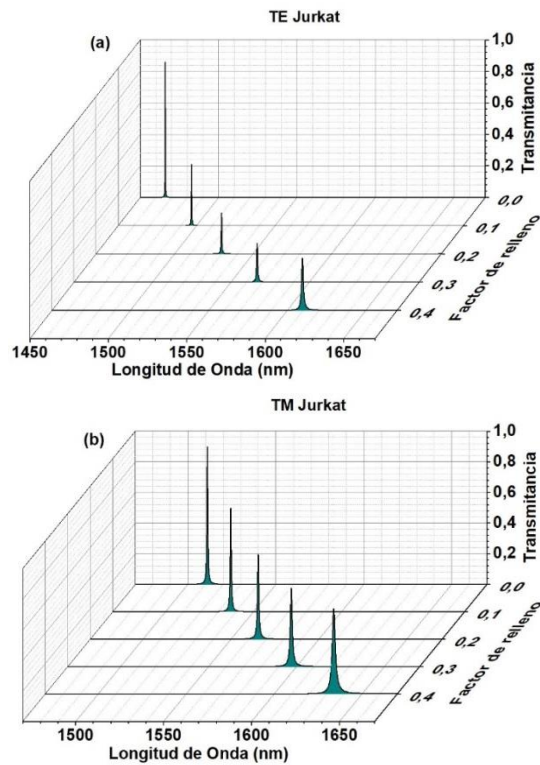 TE Jurkat
(a)
1,0
0,8
0,6
0,4
0,2
0,0
Transmitancia
0,1
0,2
0,3
0,4
Factor de relleno
1450 1500 1550 1600 1650
Longitud de Onda (nm)
TM Jurkat
(b)
1,0
0,8
0,6
0,4
0,2
0,0
Transmitancia
0,1
0,2
0,3
0,4
Factor de relleno
1500 1550 1600 1650
Longitud de Onda (nm)